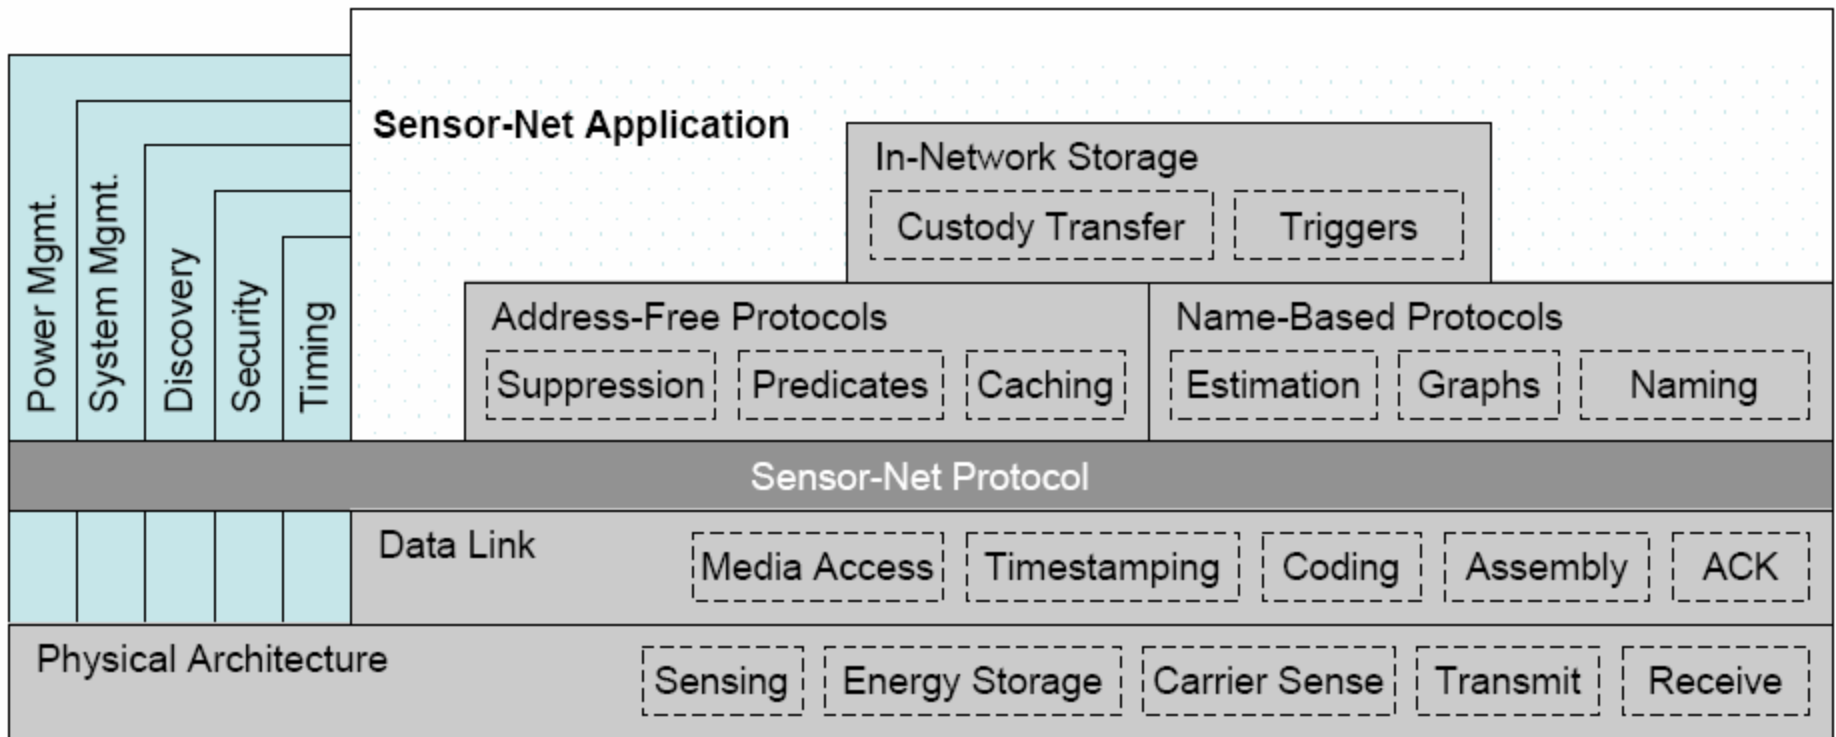 Sensor-Net Application
In-Network Storage
Custody Transfer
Triggers
Power Mgmt.
System Mgmt.
Discovery
Security
Timing
Address-Free Protocols
Suppression
Predicates
Caching
Name-Based Protocols
Estimation
Graphs
Naming
Sensor-Net Protocol
Data Link
Media Access
Timestamping
Coding
Assembly
ACK
Physical Architecture
Sensing
Energy Storage
Carrier Sense
Transmit
Receive